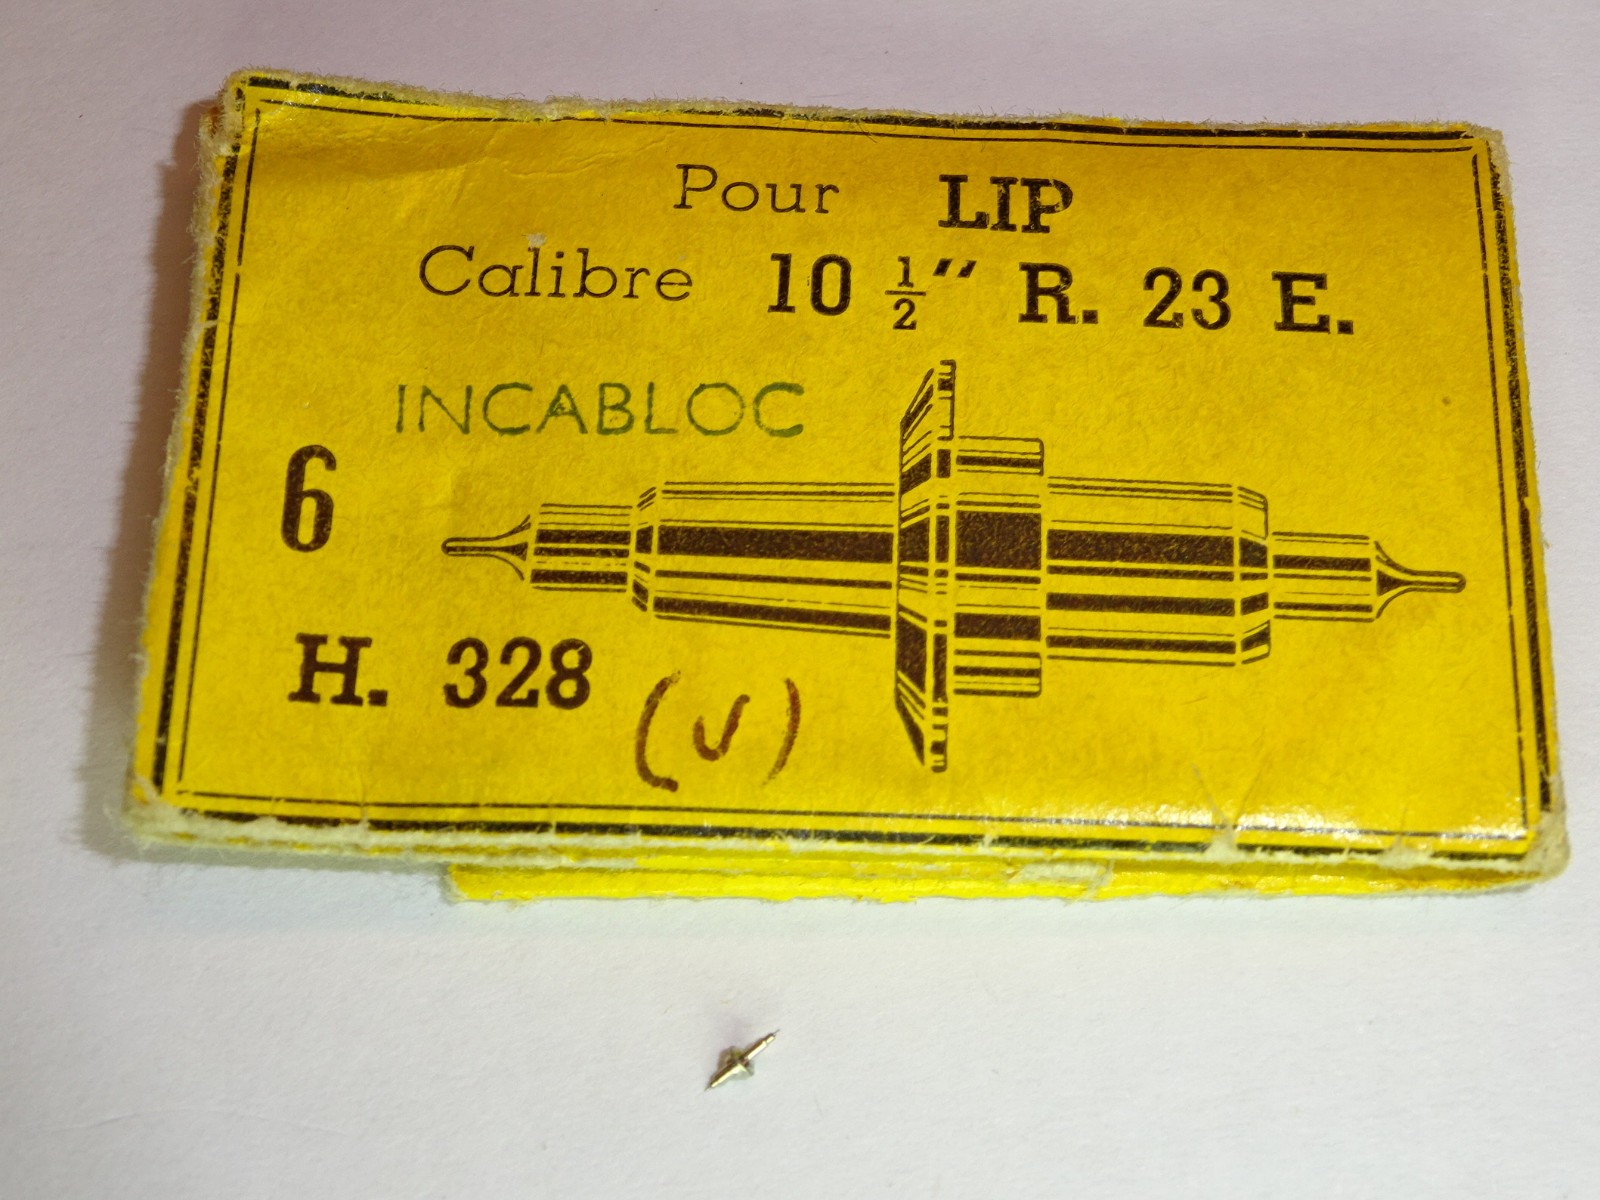 Pour LIP
Calibre 10 ½‴ R. 23 E.
INCABLOC
6
H. 328 (J)